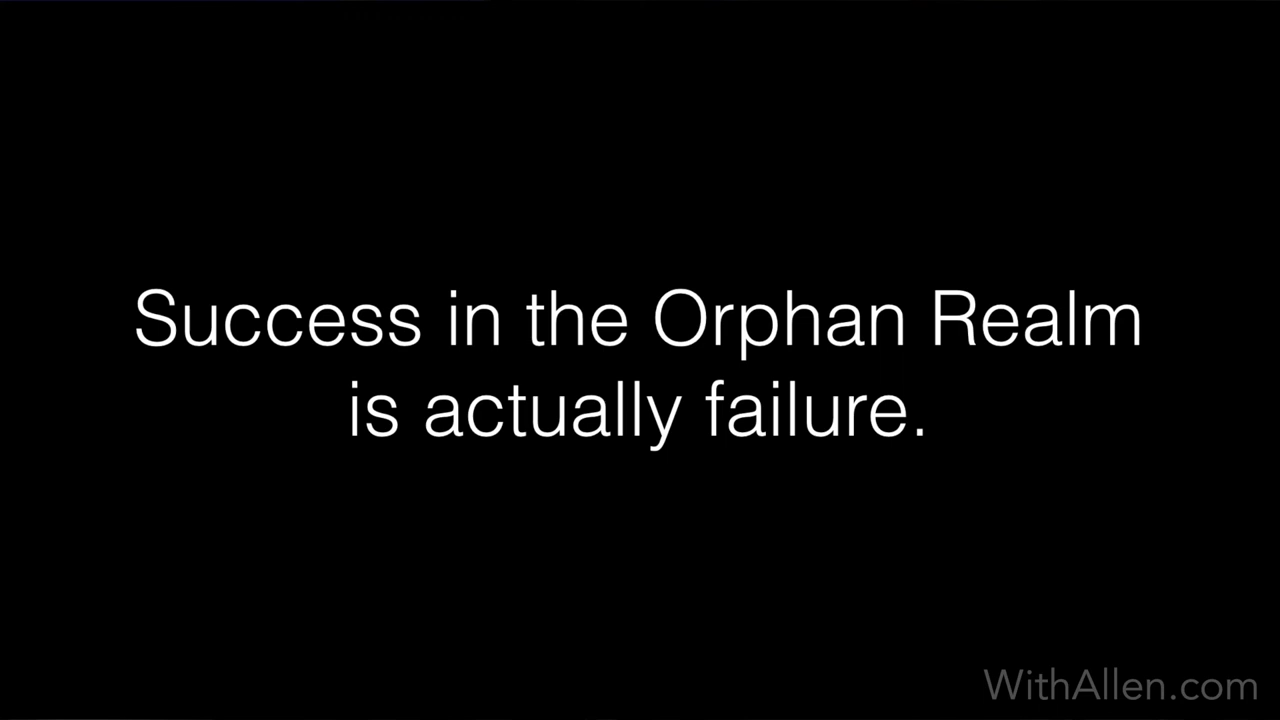 Success in the Orphan Realm
is actually failure.
WithAllen.com